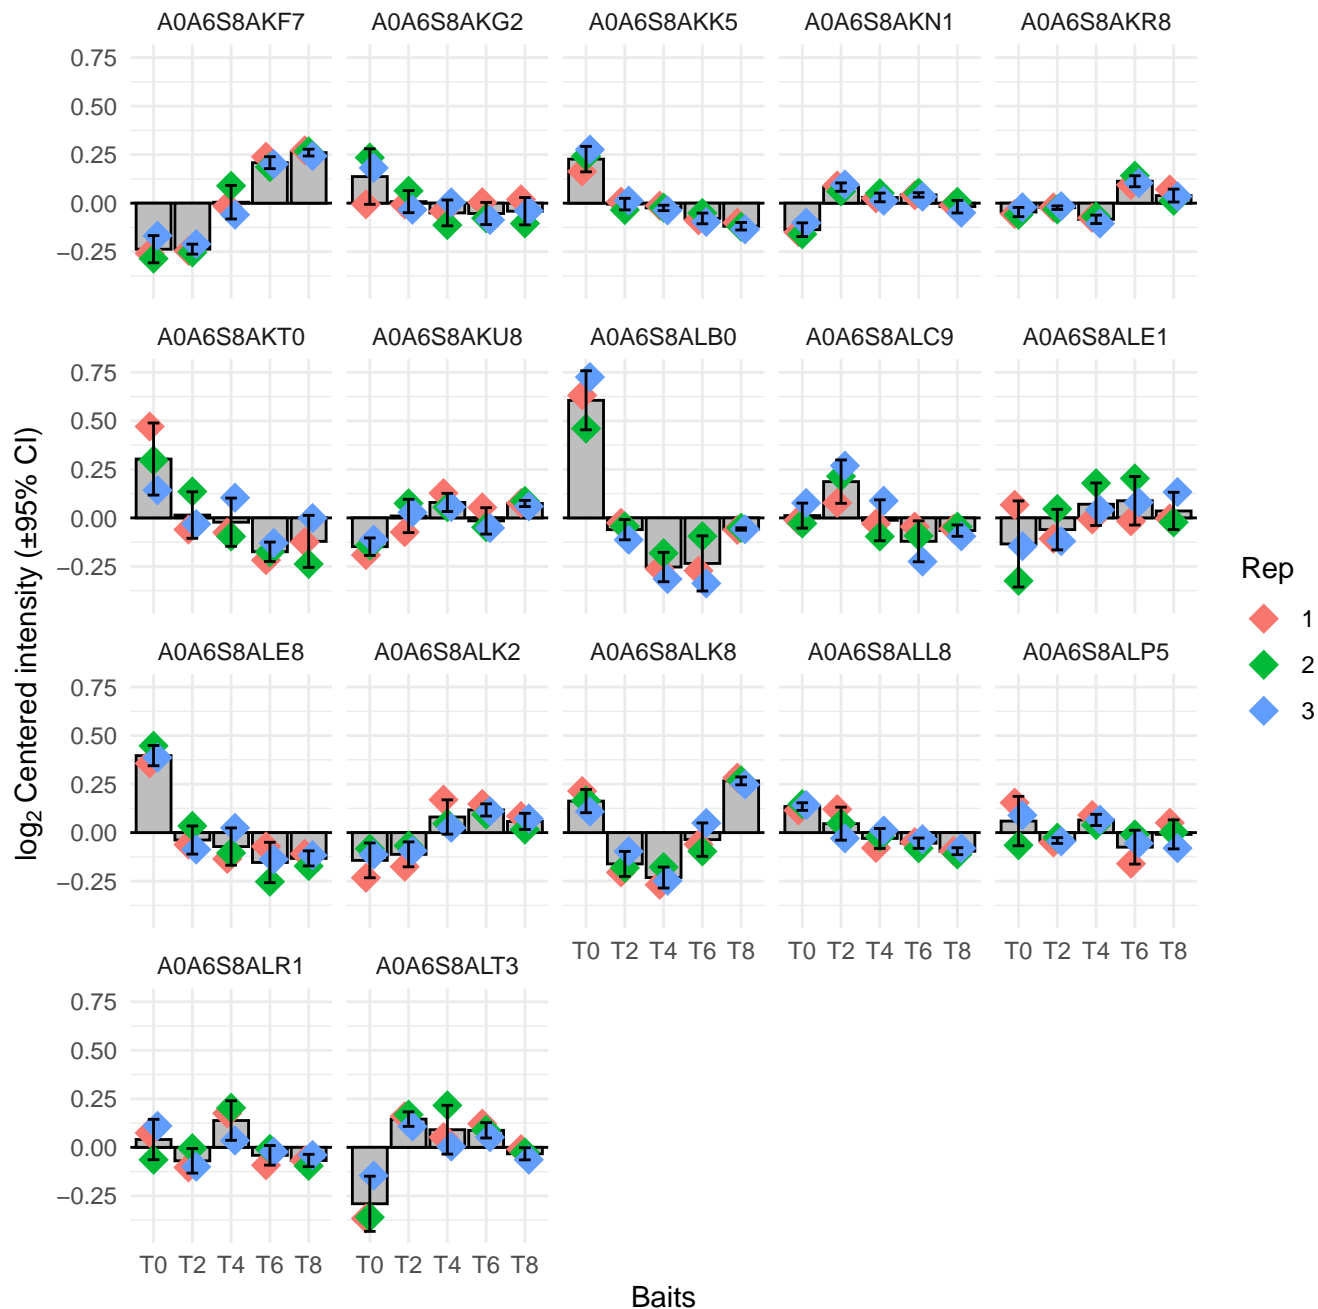 A0A6S8AKF7 A0A6S8AKG2 A0A6S8AKK5 A0A6S8AKN1 A0A6S8AKR8
0.75
0.50
0.25
0.00
−0.25
A0A6S8AKT0 A0A6S8AKU8 A0A6S8ALB0 A0A6S8ALC9 A0A6S8ALE1
0.75
0.50
0.25
0.00
−0.25
A0A6S8ALE8 A0A6S8ALK2 A0A6S8ALK8 A0A6S8ALL8 A0A6S8ALP5
0.75
0.50
0.25
0.00
−0.25
T0 T2 T4 T6 T8 T0 T2 T4 T6 T8 T0 T2 T4 T6 T8
A0A6S8ALR1 A0A6S8ALT3
0.75
0.50
0.25
0.00
−0.25
T0 T2 T4 T6 T8 T0 T2 T4 T6 T8
Baits
log₂ Centered intensity (±95% CI)
Rep
1
2
3